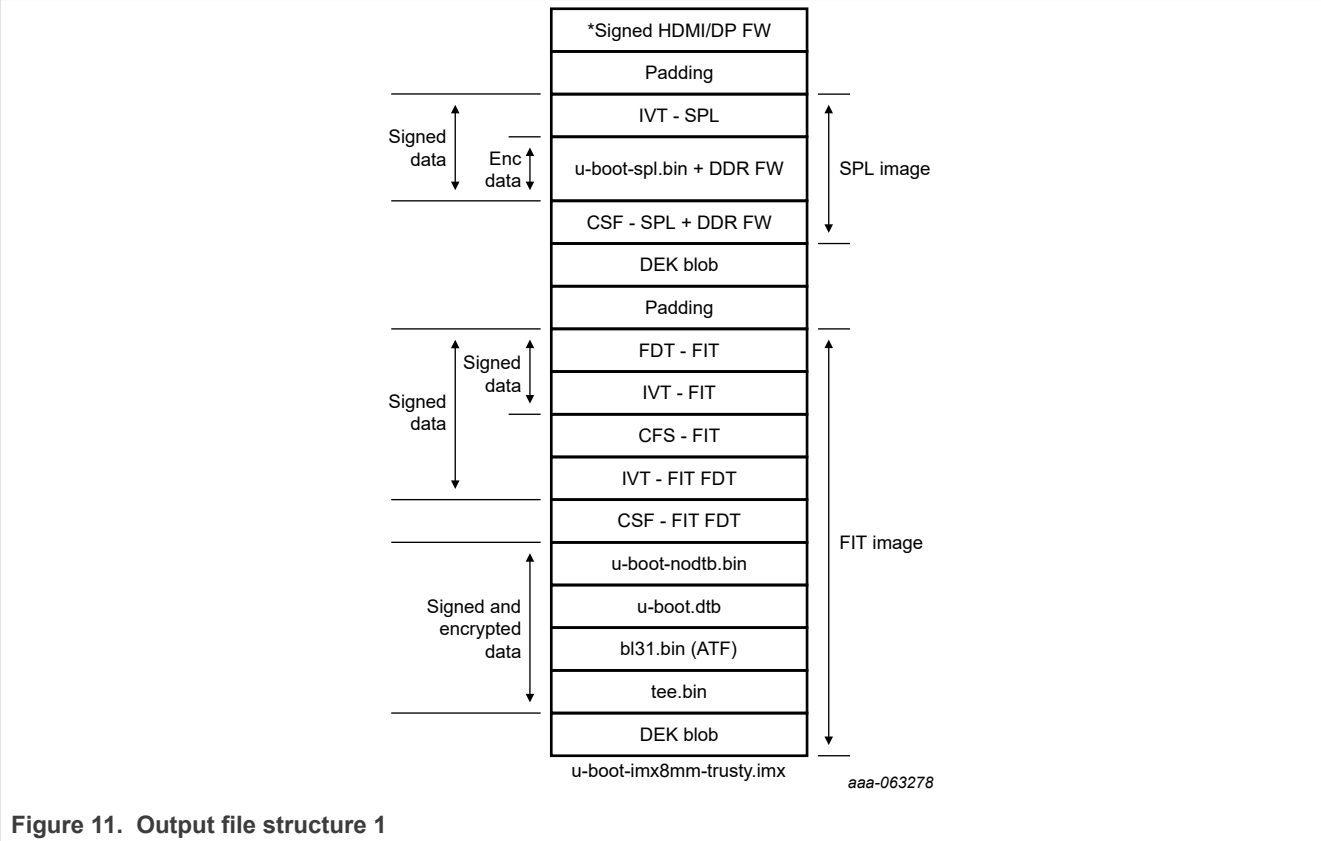 *Signed HDMI/DP FW
Padding
IVT - SPL
Signed
data
Enc
data
u-boot-spl.bin + DDR FW
SPL image
CSF - SPL + DDR FW
DEK blob
Padding
FDT - FIT
Signed
data
IVT - FIT
Signed
data
CFS - FIT
IVT - FIT FDT
CSF - FIT FDT
FIT image
u-boot-nodtb.bin
Signed and
encrypted
data
u-boot.dtb
bl31.bin (ATF)
tee.bin
DEK blob
u-boot-imx8mm-trusty.imx
aaa-063278
Figure 11. Output file structure 1